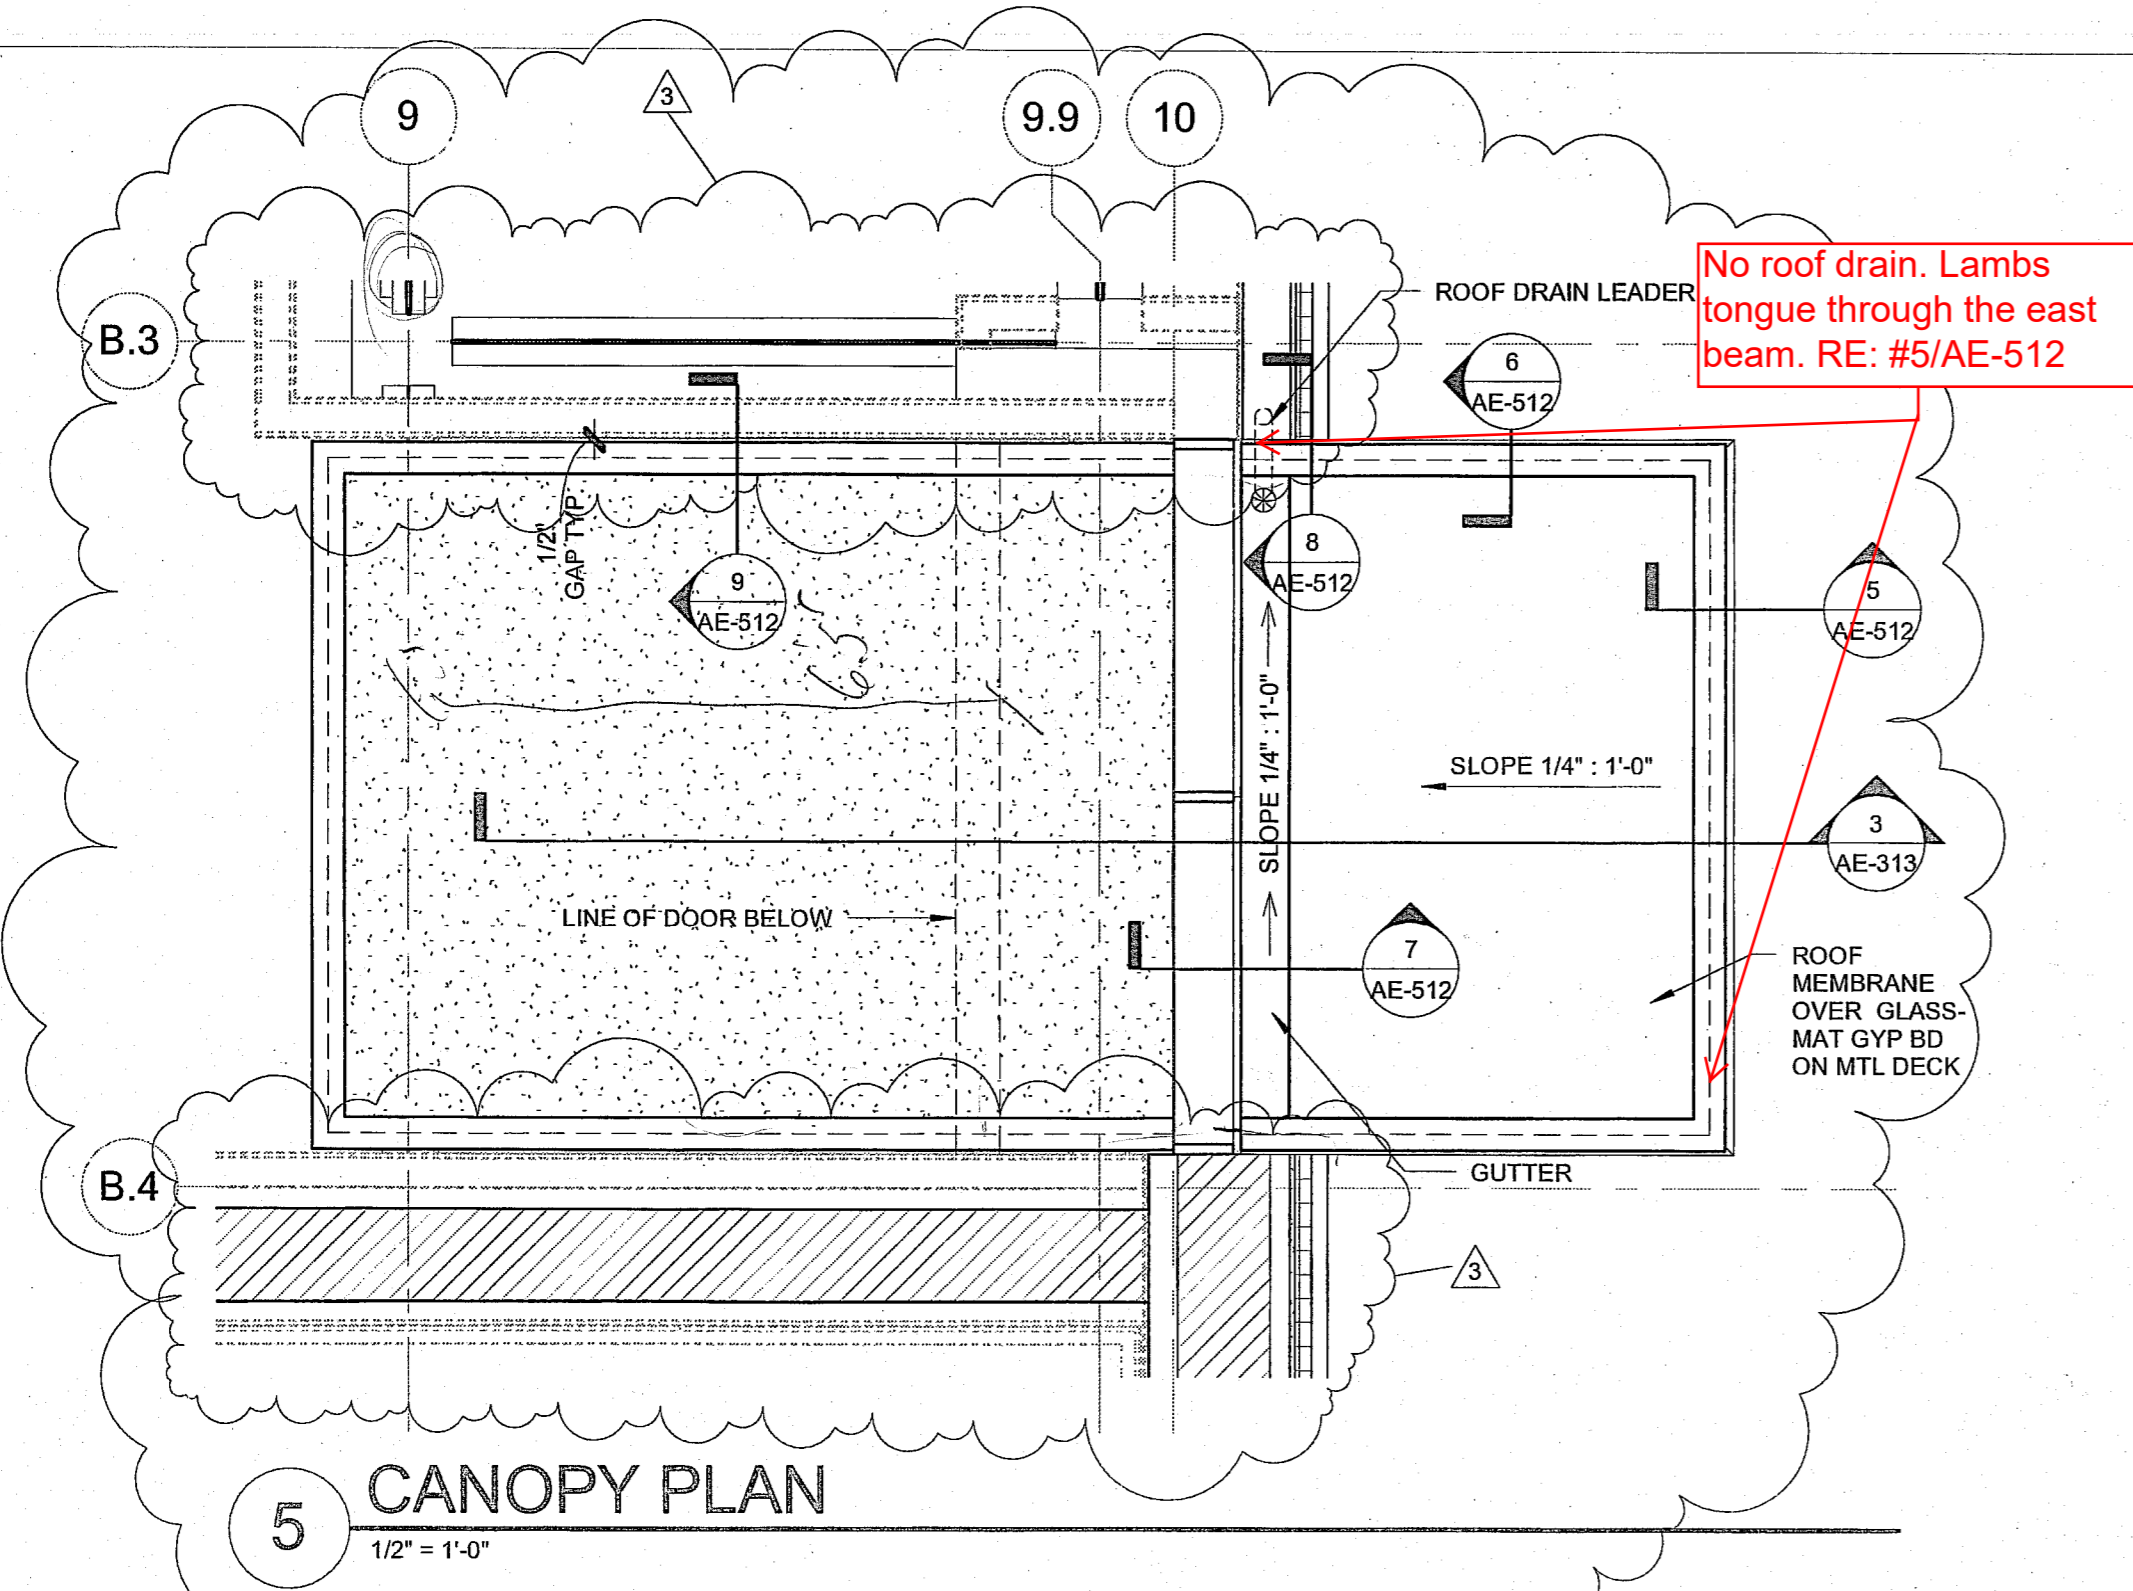 9
3
9.9
10
No roof drain. Lambs
tongue through the east
beam. RE: #5/AE-512
ROOF DRAIN LEADER
B.3
6
AE-512
1/2"
GAP TYP
9
AE-512
8
AE-512
5
AE-512
SLOPE 1/4" : 1'-0"
SLOPE 1/4" : 1'-0"
3
AE-313
LINE OF DOOR BELOW
7
AE-512
ROOF
MEMBRANE
OVER GLASS-
MAT GYP BD
ON MTL DECK
GUTTER
B.4
3
5
CANOPY PLAN
1/2" = 1'-0"